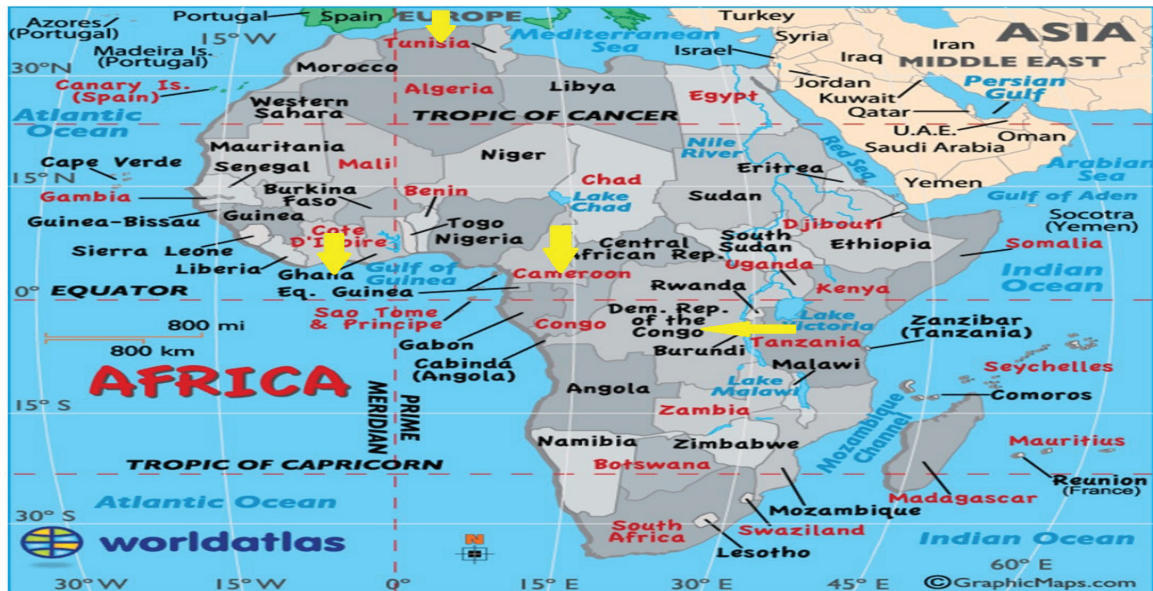 Azores
(Portugal)
Portugal
Spain
EUROPE
Turkey
ASIA
15° W
Madeira Is.
(Portugal)
Tunisia
Mediterranean
Sea
Syria
Israel
Iraq
Iran
MIDDLE EAST
30°N
Morocco
Jordan
Canary Is.
(Spain)
Algeria
Libya
Egypt
Kuwait
Persian
Gulf
Qatar
Atlantic
Ocean
Western
Sahara
TROPIC OF CANCER
U.A.E.
Oman
Saudi Arabia
Mauritania
Nile
River
Red Sea
Cape Verde
Senegal
Mali
Niger
Eritrea
Arabian
Sea
15°N
Gambia
Burkina
Faso
Benin
Chad
Lake
Chad
Sudan
Yemen
Gulf of Aden
Guinea-Bissau
Guinea
Togo
Djibouti
Socotra
(Yemen)
Cote
D'Ivoire
Nigeria
South
Sudan
Ethiopia
Somalia
Sierra Leone
Central
African Rep.
Liberia
Ghana
Gulf of
Guinea
Cameroon
Uganda
Indian
Ocean
EQUATOR
0°
Eq. Guinea
Rwanda
Kenya
Sao Tome
& Principe
Congo
Dem. Rep.
of the
Congo
Lake
Victoria
Zanzibar
(Tanzania)
800 mi
800 km
Gabon
Burundi
Tanzania
Cabinda
(Angola)
Malawi
Seychelles
AFRICA
Angola
Lake
Malawi
Comoros
PRIME
MERIDIAN
15° S
Zambia
Mozambique
Channel
Namibia
Zimbabwe
Mauritius
TROPIC OF CAPRICORN
Botswana
Reunion
(France)
Madagascar
Atlantic Ocean
Mozambique
30° S
South
Africa
Swaziland
worldatlas
N
Lesotho
Indian Ocean
30° W
15° W
0°
15° E
30° E
45° E
60° E
©GraphicMaps.com